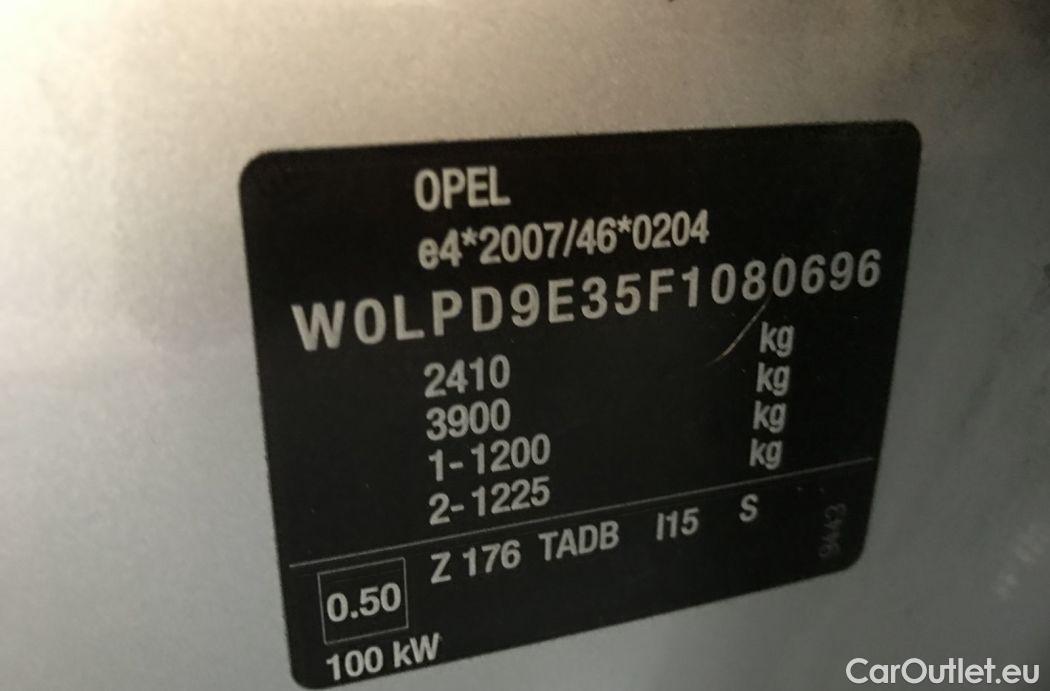 OPEL
e4*2007/46*0204
W0LPD9E35F1080696
2410 kg
3900 kg
1-1200 kg
2-1225 kg
Z 176 TADB I15 S
9443
0.50
100 kW
CarOutlet.eu